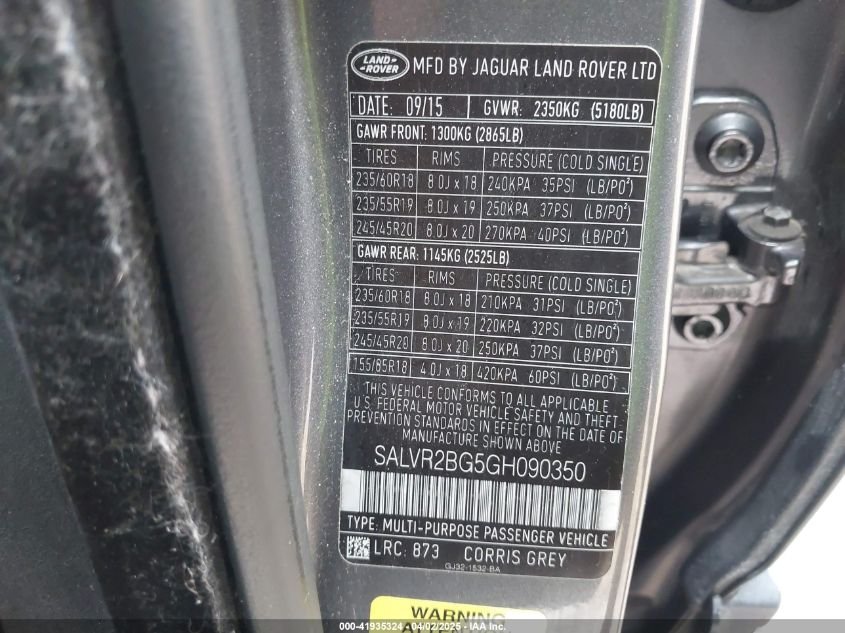 LAND ROVER
MFD BY JAGUAR LAND ROVER LTD
DATE: 09/15 GVWR: 2350KG (5180LB)
GAWR FRONT: 1300KG (2865LB)
TIRES RIMS PRESSURE (COLD SINGLE)
235/60R18 8.0J x 18 240KPA 35PSI (LB/PO²)
235/55R19 8.0J x 19 250KPA 37PSI (LB/PO²)
245/45R20 8.0J x 20 270KPA 40PSI (LB/PO²)
GAWR REAR: 1145KG (2525LB)
TIRES RIMS PRESSURE (COLD SINGLE)
235/60R18 8.0J x 18 210KPA 31PSI (LB/PO²)
235/55R19 8.0J x 19 220KPA 32PSI (LB/PO²)
245/45R20 8.0J x 20 250KPA 37PSI (LB/PO²)
155/85R18 4.0J x 18 420KPA 60PSI (LB/PO²)
THIS VEHICLE CONFORMS TO ALL APPLICABLE
U.S. FEDERAL MOTOR VEHICLE SAFETY AND THEFT
PREVENTION STANDARDS IN EFFECT ON THE DATE
OF MANUFACTURE SHOWN ABOVE.
SALVR2BG5GH090350
TYPE: MULTI-PURPOSE PASSENGER VEHICLE
LRC: 873 CORRIS GREY
GJ32-1532-BA
WARNING
000-41935324 - 04/02/2025 -